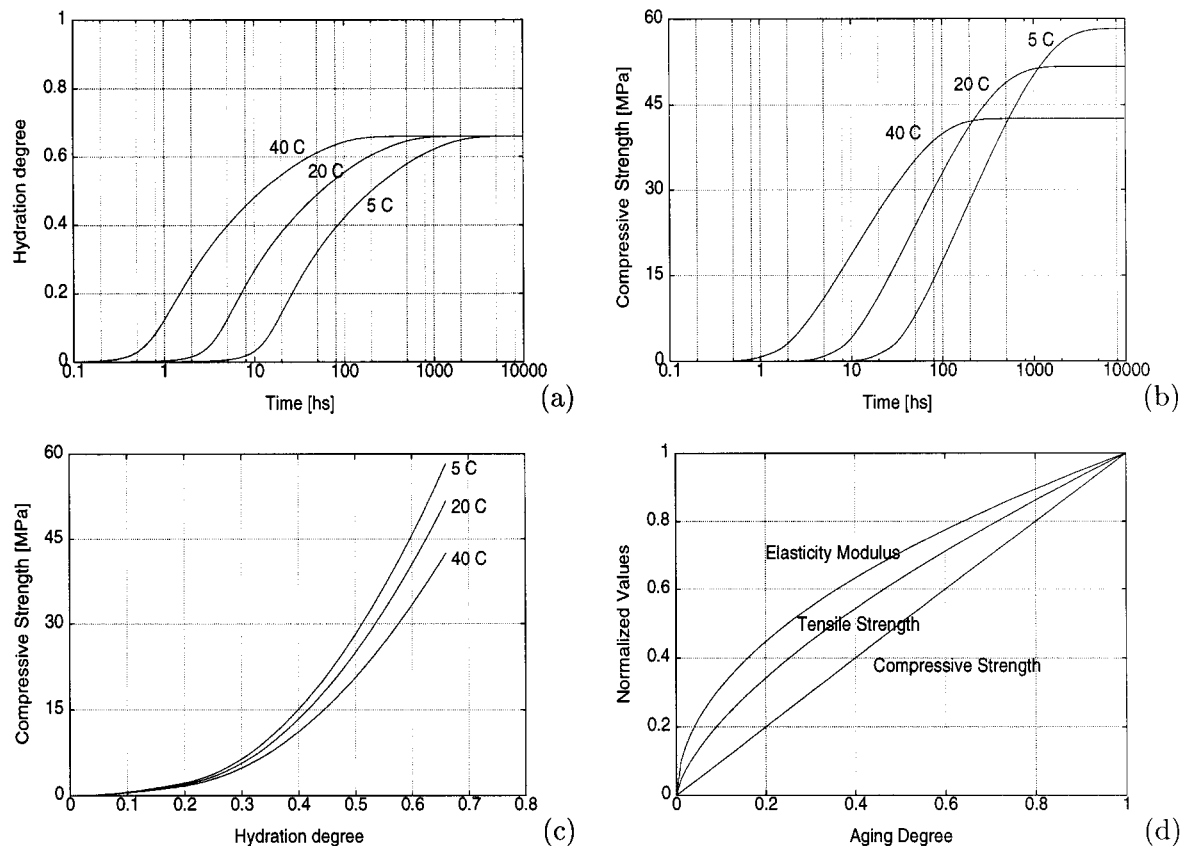 1
0.8
0.6
0.4
0.2
0
Hydration degree
40 C
20 C
5 C
0.1
1
10
100
1000
10000
Time [hs]
(a)
60
45
30
15
0
Compressive Strength [MPa]
5 C
20 C
40 C
0.1
1
10
100
1000
10000
Time [hs]
(b)
60
45
30
15
0
Compressive Strength [MPa]
5 C
20 C
40 C
0
0.1
0.2
0.3
0.4
0.5
0.6
0.7
0.8
Hydration degree
(c)
1
0.8
0.6
0.4
0.2
0
Normalized Values
Elasticity Modulus
Tensile Strength
Compressive Strength
0
0.2
0.4
0.6
0.8
1
Aging Degree
(d)